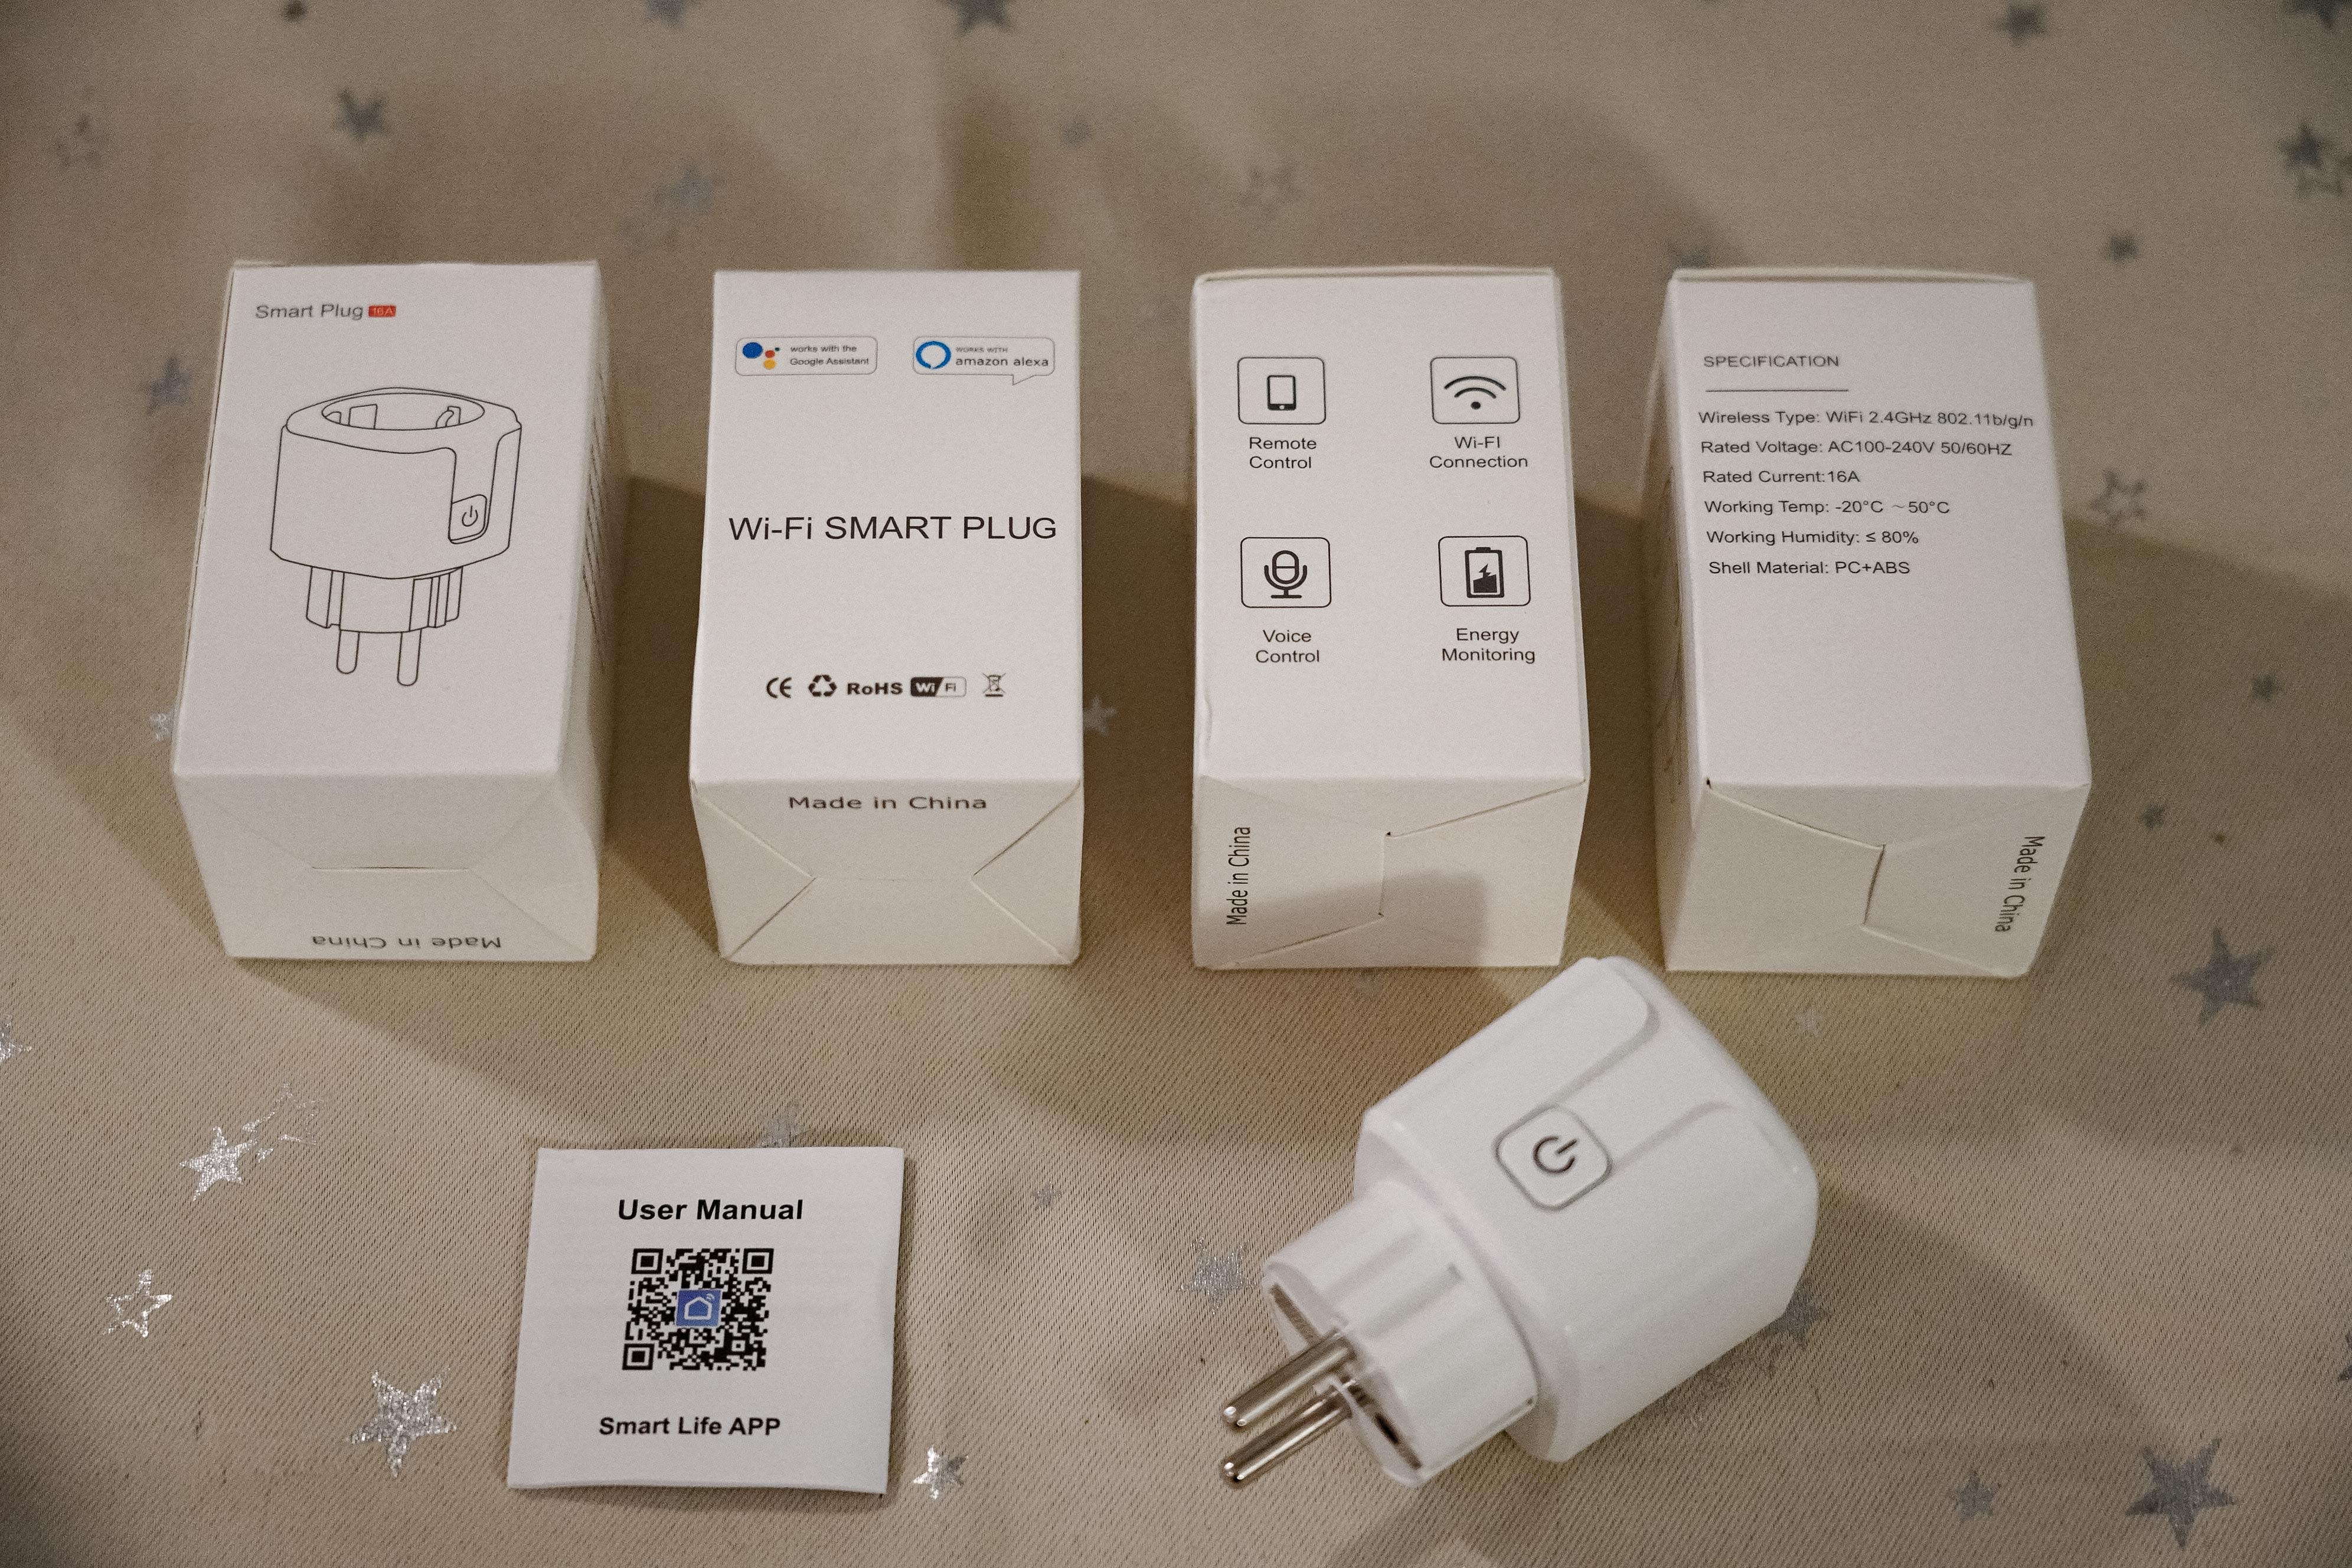 Smart Plug 16A
Made in China
works with the
Google Assistant
WORKS WITH
amazon alexa
Wi-Fi SMART PLUG
CE RoHS Wi Fi
Made in China
Remote
Control
Wi-FI
Connection
Voice
Control
Energy
Monitoring
Made in China
SPECIFICATION
Wireless Type: WiFi 2.4GHz 802.11b/g/n
Rated Voltage: AC100-240V 50/60HZ
Rated Current:16A
Working Temp: -20°C ~50°C
Working Humidity: ≤ 80%
Shell Material: PC+ABS
Made in China
User Manual
Smart Life APP